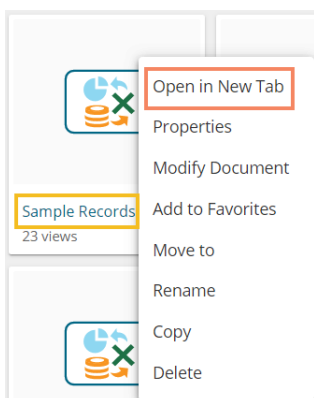 Open in New Tab
Properties
Modify Document
Sample Records
Add to Favorites
23 views
Move to
Rename
Copy
Delete